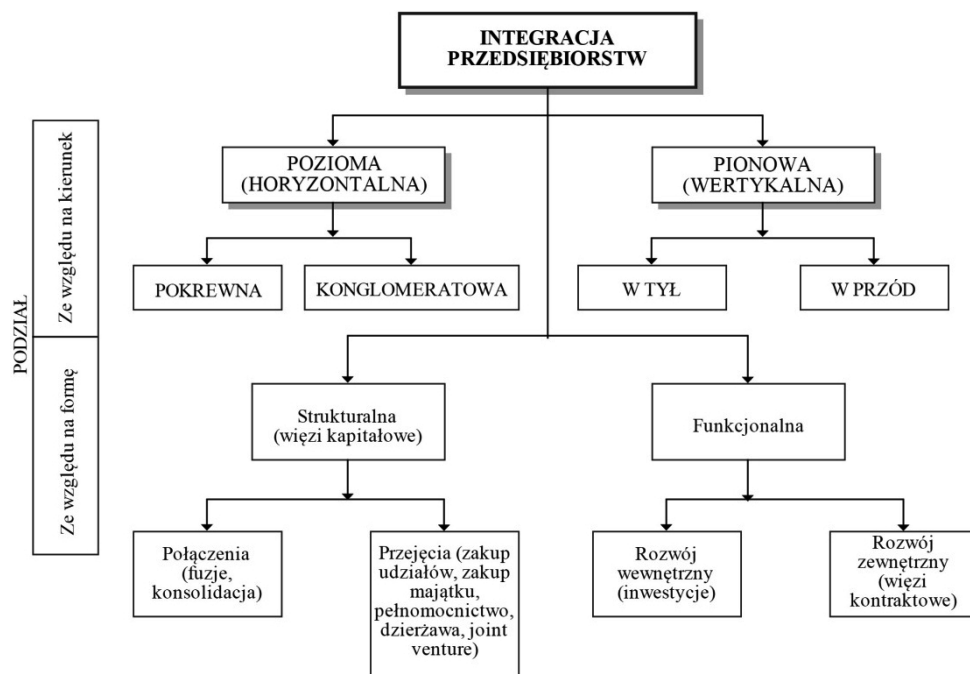 INTEGRACJA
PRZEDSIĘBIORSTW
PODZIAŁ
Ze względu na kierunek
POZIOMA
(HORYZONTALNA)
PIONOWA
(WERTYKALNA)
POKREWNA
KONGLOMERATOWA
W TYŁ
W PRZÓD
Ze względu na formę
Strukturalna
(więzi kapitałowe)
Funkcjonalna
Połączenia
(fuzje,
konsolidacja)
Przejęcia (zakup
udziałów, zakup
majątku,
pełnomocnictwo,
dzierżawa, joint
venture)
Rozwój
wewnętrzny
(inwestycje)
Rozwój
zewnętrzny
(więzi
kontraktowe)